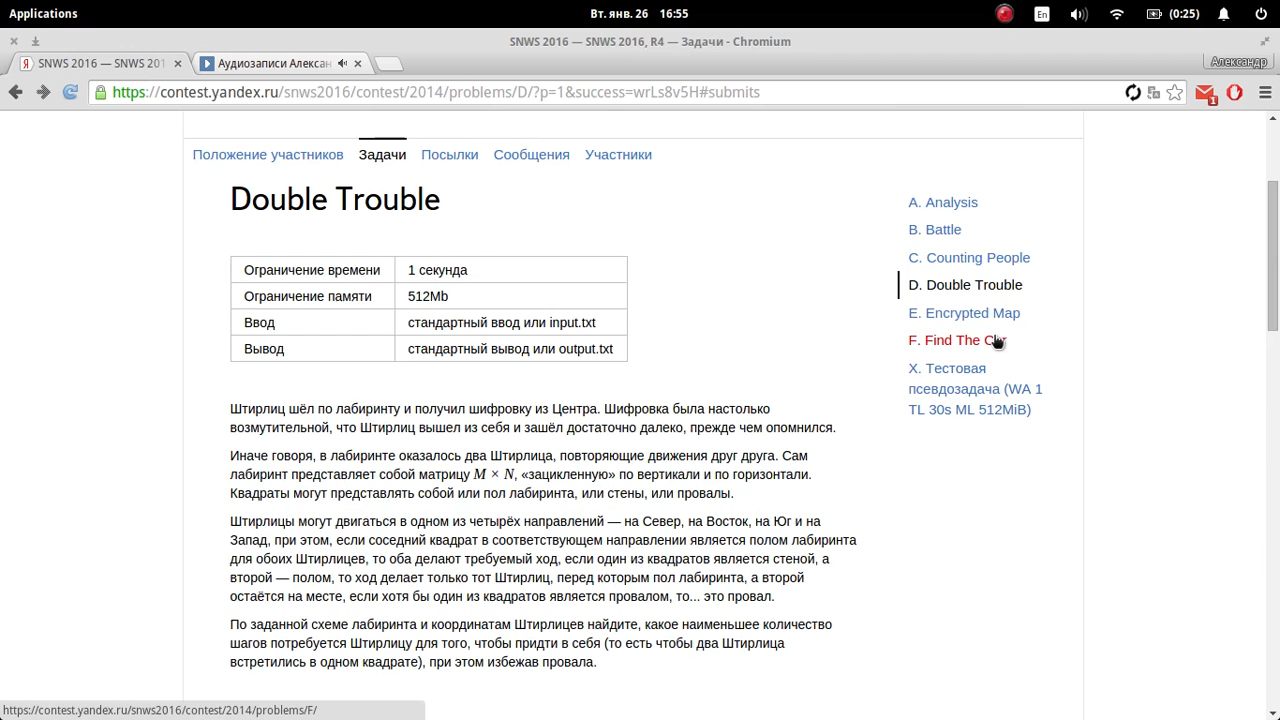 Applications
Вт. янв. 26 16:55
En
(0:25)
SNWS 2016 — SNWS 2016, R4 — Задачи - Chromium
Я SNWS 2016 — SNWS 201
Аудиозаписи Алексан
Александр
https://contest.yandex.ru/snws2016/contest/2014/problems/D/?p=1&success=wrLs8v5H#submits
1
Положение участников Задачи Посылки Сообщения Участники
Double Trouble
Ограничение времени 1 секунда
Ограничение памяти 512Mb
Ввод стандартный ввод или input.txt
Вывод стандартный вывод или output.txt
Штирлиц шёл по лабиринту и получил шифровку из Центра. Шифровка была настолько
возмутительной, что Штирлиц вышел из себя и зашёл достаточно далеко, прежде чем опомнился.
Иначе говоря, в лабиринте оказалось два Штирлица, повторяющие движения друг друга. Сам
лабиринт представляет собой матрицу M × N, «зацикленную» по вертикали и по горизонтали.
Квадраты могут представлять собой или пол лабиринта, или стены, или провалы.
Штирлицы могут двигаться в одном из четырёх направлений — на Север, на Восток, на Юг и на
Запад, при этом, если соседний квадрат в соответствующем направлении является полом лабиринта
для обоих Штирлицев, то оба делают требуемый ход, если один из квадратов является стеной, а
второй — полом, то ход делает только тот Штирлиц, перед которым пол лабиринта, а второй
остаётся на месте, если хотя бы один из квадратов является провалом, то... это провал.
По заданной схеме лабиринта и координатам Штирлицев найдите, какое наименьшее количество
шагов потребуется Штирлицу для того, чтобы придти в себя (то есть чтобы два Штирлица
встретились в одном квадрате), при этом избежав провала.
A. Analysis
B. Battle
C. Counting People
D. Double Trouble
E. Encrypted Map
F. Find The
X. Тестовая
псевдозадача (WA 1
TL 30s ML 512MiB)
https://contest.yandex.ru/snws2016/contest/2014/problems/F/